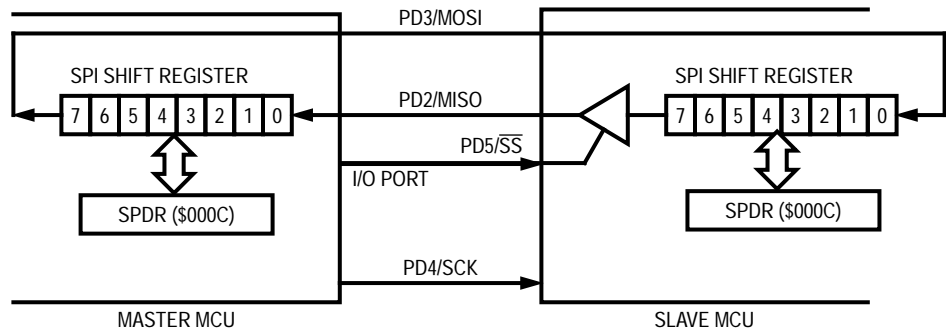 PD3/MOSI
SPI SHIFT REGISTER
SPI SHIFT REGISTER
7 6 5 4 3 2 1 0
PD2/MISO
7 6 5 4 3 2 1 0
PD5/S̅S̅
I/O PORT
SPDR ($000C)
SPDR ($000C)
PD4/SCK
MASTER MCU
SLAVE MCU